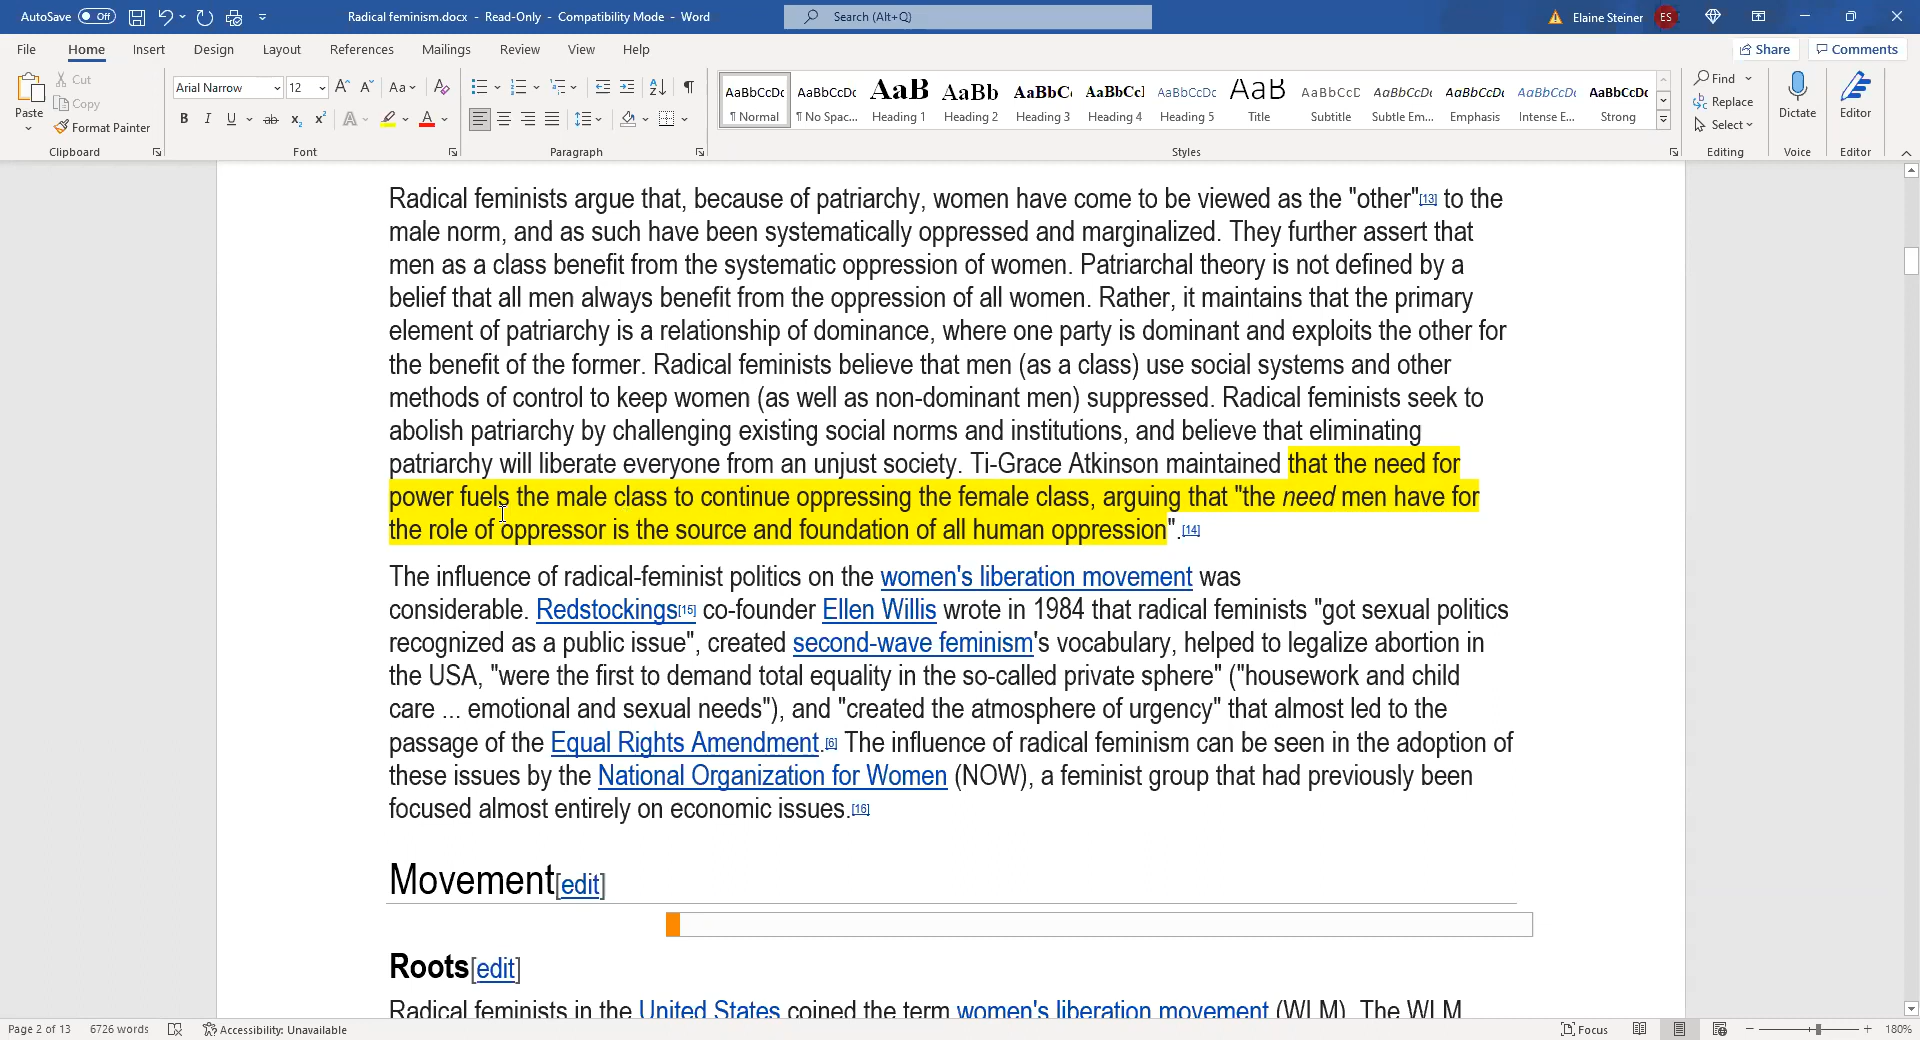 AutoSave Off Radical feminism.docx - Read-Only - Compatibility Mode - Word Search (Alt+Q) Elaine Steiner ES
File Home Insert Design Layout References Mailings Review View Help Share Comments
Paste Cut Copy Format Painter
Clipboard
Arial Narrow 12 Aa
B I U ab x₂ x² A A
Font
Paragraph
AaBbCcDc AaBbCcDc AaB AaBb AaBbC AaBbCcI AaBbCcDc AaB AaBbCcD AaBbCcDc AaBbCcDc AaBbCcDc AaBbCcDc
¶ Normal ¶ No Spac... Heading 1 Heading 2 Heading 3 Heading 4 Heading 5 Title Subtitle Subtle Em... Emphasis Intense E... Strong
Styles
Find
Replace
Select
Editing
Dictate
Voice
Editor
Editor
Radical feminists argue that, because of patriarchy, women have come to be viewed as the "other"[13] to the
male norm, and as such have been systematically oppressed and marginalized. They further assert that
men as a class benefit from the systematic oppression of women. Patriarchal theory is not defined by a
belief that all men always benefit from the oppression of all women. Rather, it maintains that the primary
element of patriarchy is a relationship of dominance, where one party is dominant and exploits the other for
the benefit of the former. Radical feminists believe that men (as a class) use social systems and other
methods of control to keep women (as well as non-dominant men) suppressed. Radical feminists seek to
abolish patriarchy by challenging existing social norms and institutions, and believe that eliminating
patriarchy will liberate everyone from an unjust society. Ti-Grace Atkinson maintained that the need for
power fuels the male class to continue oppressing the female class, arguing that "the need men have for
the role of oppressor is the source and foundation of all human oppression".[14]
The influence of radical-feminist politics on the women's liberation movement was
considerable. Redstockings[15] co-founder Ellen Willis wrote in 1984 that radical feminists "got sexual politics
recognized as a public issue", created second-wave feminism's vocabulary, helped to legalize abortion in
the USA, "were the first to demand total equality in the so-called private sphere" ("housework and child
care ... emotional and sexual needs"), and "created the atmosphere of urgency" that almost led to the
passage of the Equal Rights Amendment.[6] The influence of radical feminism can be seen in the adoption of
these issues by the National Organization for Women (NOW), a feminist group that had previously been
focused almost entirely on economic issues.[16]
Movement[edit]
Roots[edit]
Radical feminists in the United States coined the term women's liberation movement (WLM). The WLM
Page 2 of 13 6726 words Accessibility: Unavailable Focus 180%